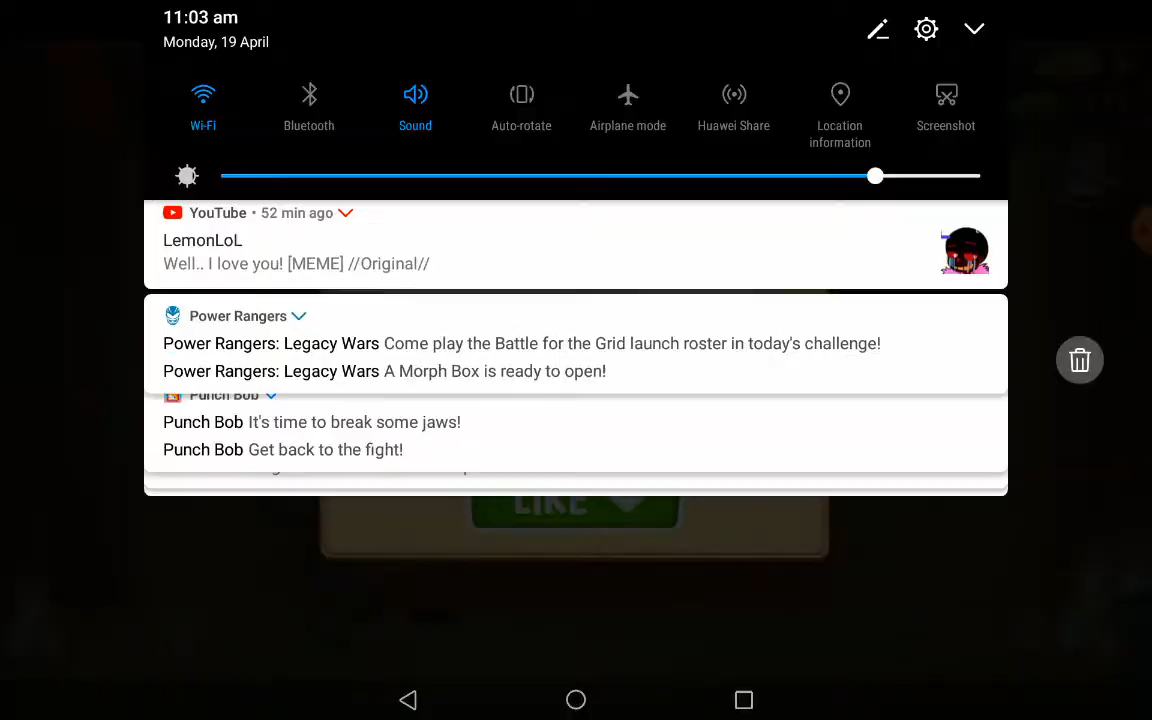 11:03 am
Monday, 19 April
Wi-Fi
Bluetooth
Sound
Auto-rotate
Airplane mode
Huawei Share
Location
information
Screenshot
YouTube • 52 min ago
LemonLoL
Well.. I love you! [MEME] //Original//
Power Rangers
Power Rangers: Legacy Wars Come play the Battle for the Grid launch roster in today's challenge!
Power Rangers: Legacy Wars A Morph Box is ready to open!
Punch Bob
Punch Bob It's time to break some jaws!
Punch Bob Get back to the fight!
LIKE